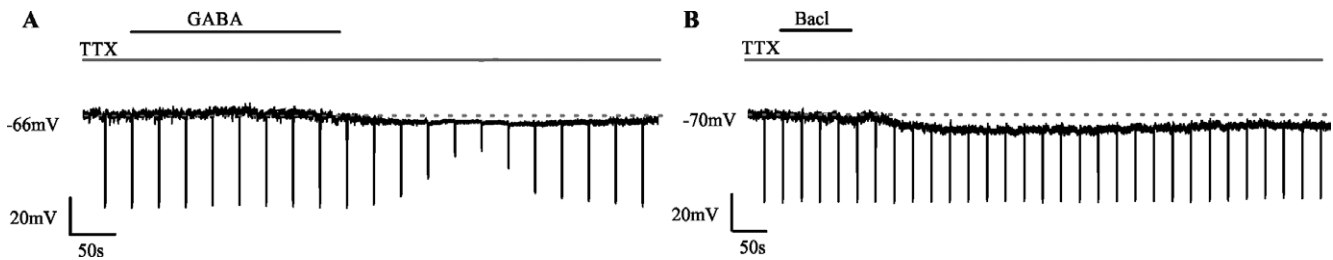 A
GABA
TTX
-66mV
20mV
50s
B
Bacl
TTX
-70mV
20mV
50s